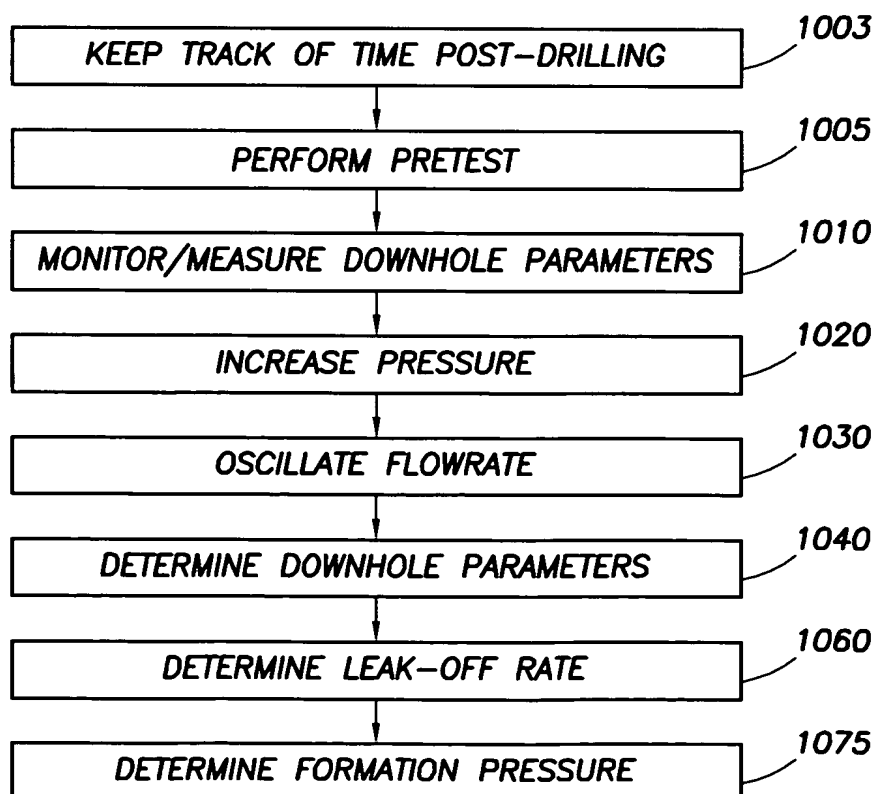 1003
KEEP TRACK OF TIME POST-DRILLING
1005
PERFORM PRETEST
1010
MONITOR/MEASURE DOWNHOLE PARAMETERS
1020
INCREASE PRESSURE
1030
OSCILLATE FLOWRATE
1040
DETERMINE DOWNHOLE PARAMETERS
1060
DETERMINE LEAK-OFF RATE
1075
DETERMINE FORMATION PRESSURE